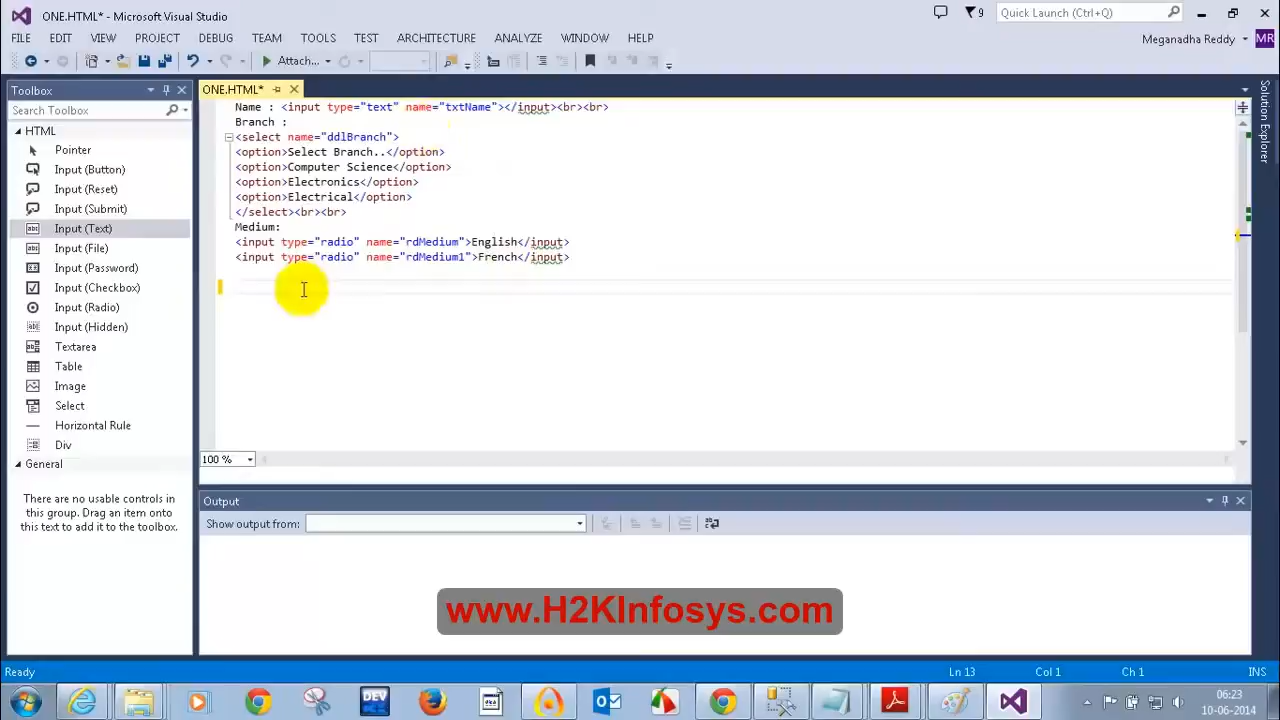 ONE.HTML* - Microsoft Visual Studio
9
Quick Launch (Ctrl+Q)
FILE EDIT VIEW PROJECT DEBUG TEAM TOOLS TEST ARCHITECTURE ANALYZE WINDOW HELP
Meganadha Reddy MR
Attach...
Toolbox
ONE.HTML*
Search Toolbox
HTML
Pointer
Input (Button)
Input (Reset)
Input (Submit)
Input (Text)
Input (File)
Input (Password)
Input (Checkbox)
Input (Radio)
Input (Hidden)
Textarea
Table
Image
Select
Horizontal Rule
Div
General
There are no usable controls in
this group. Drag an item onto
this text to add it to the toolbox.
Name : <input type="text" name="txtName"></input><br><br>
Branch :
<select name="ddlBranch">
<option>Select Branch..</option>
<option>Computer Science</option>
<option>Electronics</option>
<option>Electrical</option>
</select><br><br>
Medium:
<input type="radio" name="rdMedium">English</input>
<input type="radio" name="rdMedium1">French</input>
100 %
Solution Explorer
Output
Show output from:
www.H2KInfosys.com
Ready
Ln 13 Col 1 Ch 1 INS
DEV
06:23
10-06-2014